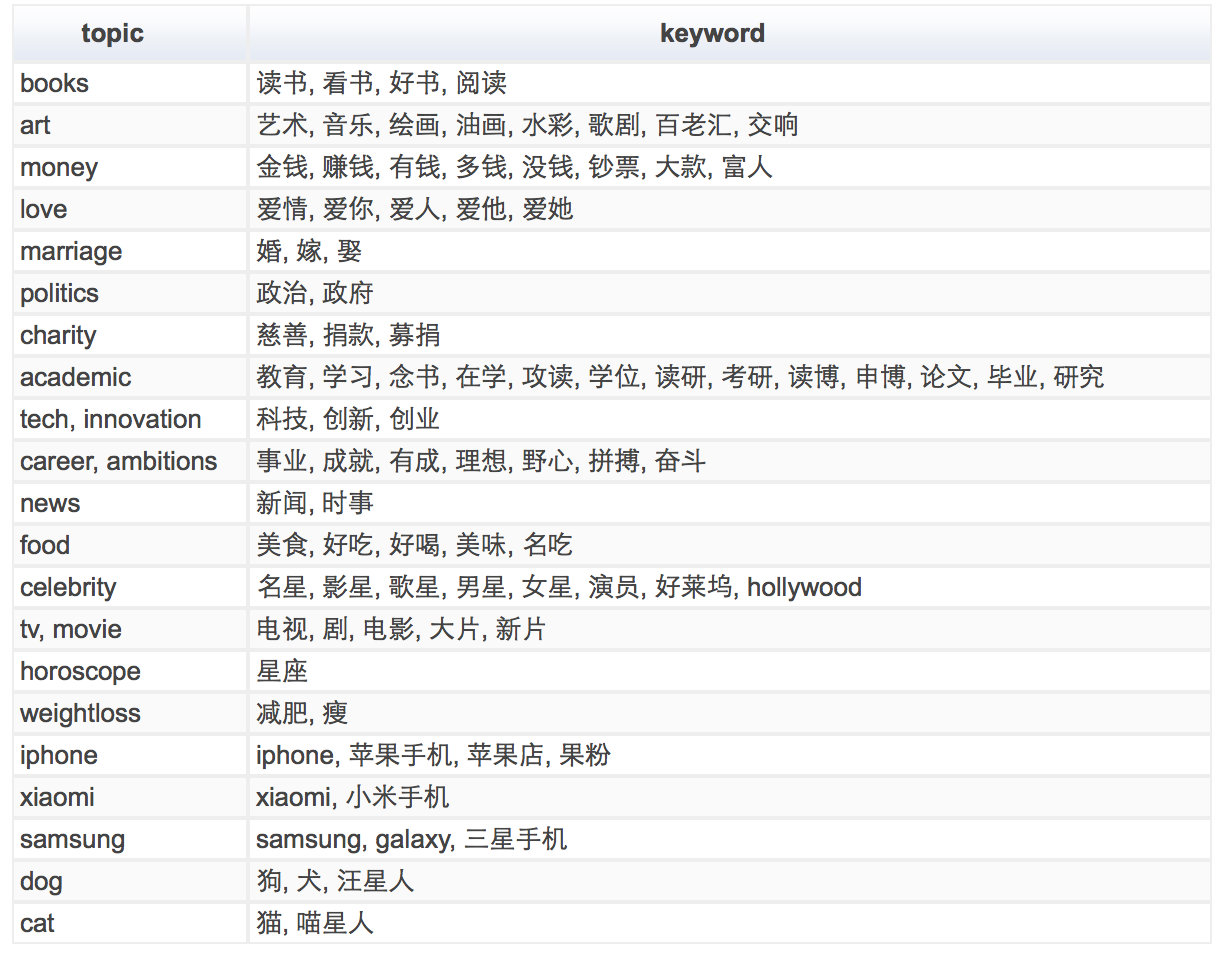 topic keyword
books 读书, 看书, 好书, 阅读
art 艺术, 音乐, 绘画, 油画, 水彩, 歌剧, 百老汇, 交响
money 金钱, 赚钱, 有钱, 多钱, 没钱, 钞票, 大款, 富人
love 爱情, 爱你, 爱人, 爱他, 爱她
marriage 婚, 嫁, 娶
politics 政治, 政府
charity 慈善, 捐款, 募捐
academic 教育, 学习, 念书, 在学, 攻读, 学位, 读研, 考研, 读博, 申博, 论文, 毕业, 研究
tech, innovation 科技, 创新, 创业
career, ambitions 事业, 成就, 有成, 理想, 野心, 拼搏, 奋斗
news 新闻, 时事
food 美食, 好吃, 好喝, 美味, 名吃
celebrity 名星, 影星, 歌星, 男星, 女星, 演员, 好莱坞, hollywood
tv, movie 电视, 剧, 电影, 大片, 新片
horoscope 星座
weightloss 减肥, 瘦
iphone iphone, 苹果手机, 苹果店, 果粉
xiaomi xiaomi, 小米手机
samsung samsung, galaxy, 三星手机
dog 狗, 犬, 汪星人
cat 猫, 喵星人